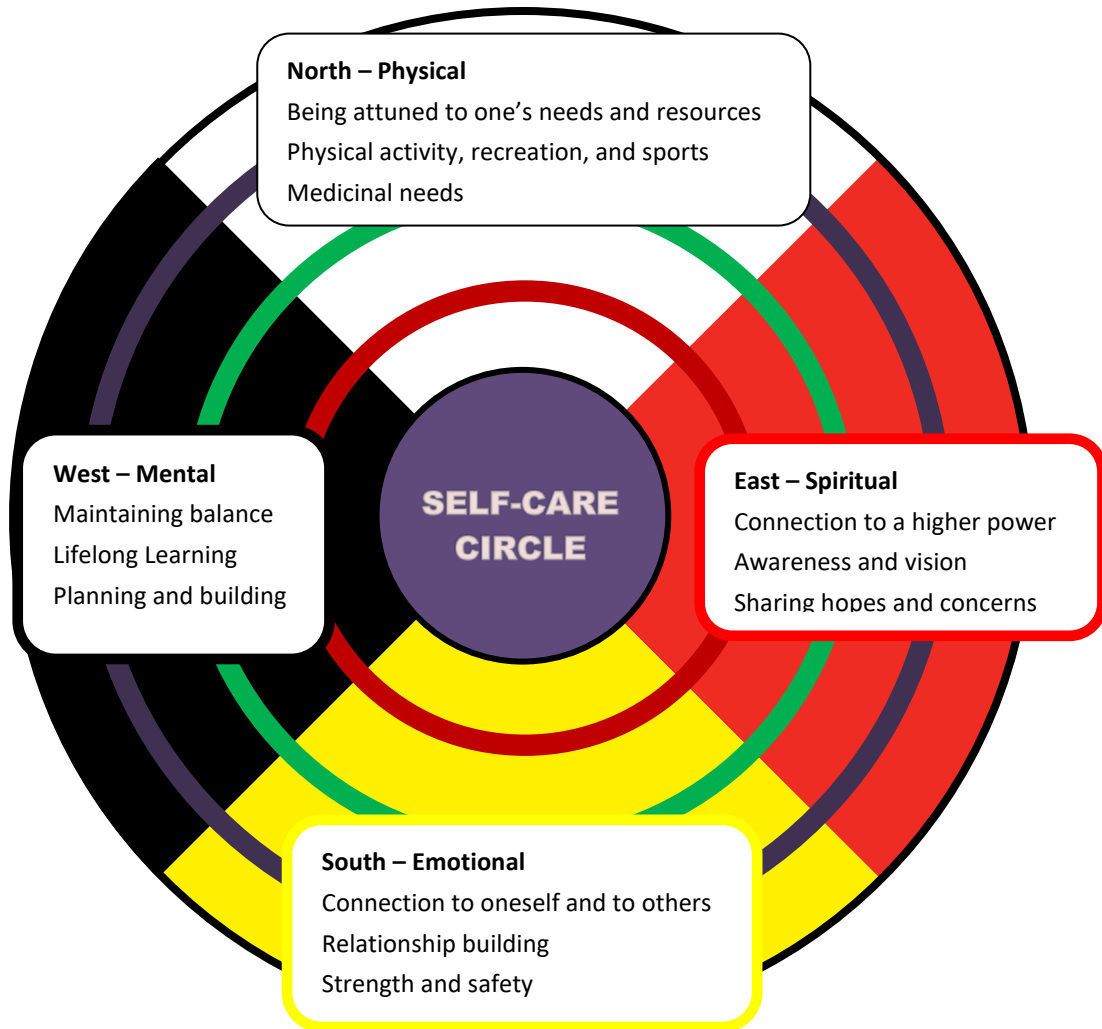 North – Physical
Being attuned to one’s needs and resources
Physical activity, recreation, and sports
Medicinal needs
West – Mental
Maintaining balance
Lifelong Learning
Planning and building
SELF-CARE
CIRCLE
East – Spiritual
Connection to a higher power
Awareness and vision
Sharing hopes and concerns
South – Emotional
Connection to oneself and to others
Relationship building
Strength and safety